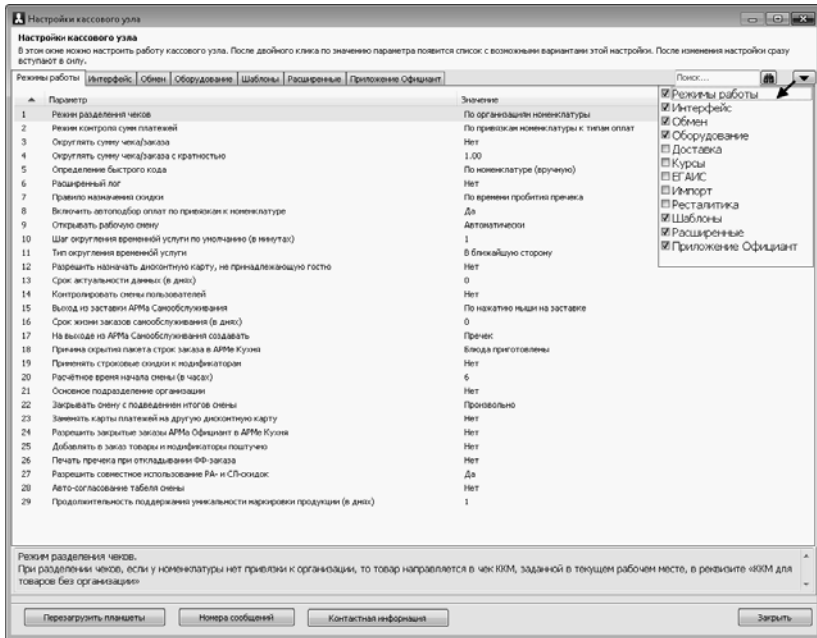 Настройки кассового узла
Настройки кассового узла
В этом окне можно настроить работу кассового узла. После двойного клика по значению параметра появится список с возможными вариантами этой настройки. После изменения настройки сразу
вступают в силу.
Режимы работы Интерфейс Обмен Оборудование Шаблоны Расширенные Приложение Официант Поиск...
Параметр Значение
1 Режим разделения чеков По организациям номенклатуры
2 Режим контроля сумм платежей По привязкам номенклатуры к типам оплат
3 Округлять сумму чека/заказа Нет
4 Округлять сумму чека/заказа с кратностью 1.00
5 Определение быстрого кода По номенклатуре (вручную)
6 Расширенный лог Нет
7 Правило назначения скидки По времени пробития пречека
8 Включить автоподбор оплат по привязкам к номенклатуре Да
9 Открывать рабочую смену Автоматически
10 Шаг округления временной услуги по умолчанию (в минутах) 1
11 Тип округления временной услуги В ближайшую сторону
12 Разрешить назначать дисконтную карту, не принадлежащую гостю Нет
13 Срок актуальности данных (в днях) 0
14 Контролировать смены пользователей Нет
15 Выход из заставки АРМа Самообслуживания По нажатию мыши на заставке
16 Срок жизни заказов самообслуживания (в днях) 0
17 На выходе из АРМа Самообслуживания создавать Пречек
18 Причина скрытия пакета строк заказа в АРМе Кухня Блюда приготовлены
19 Применять строковые скидки к модификаторам Нет
20 Расчётное время начала смены (в часах) 6
21 Основное подразделение организации Нет
22 Закрывать смену с подведением итогов смены Произвольно
23 Заменять карты платежей на другую дисконтную карту Нет
24 Разрешить закрытые заказы АРМа Официант в АРМе Кухня Нет
25 Добавлять в заказ товары и модификаторы поштучно Нет
26 Печать пречека при откладывании ФФ-заказа Нет
27 Разрешить совместное использование РА- и СП-скидок Да
28 Авто-согласование табеля смены Нет
29 Продолжительность поддержания уникальности маркировки продукции (в днях) 1
Режимы работы
Интерфейс
Обмен
Оборудование
Доставка
Курсы
ЕГАИС
Импорт
Ресталитика
Шаблоны
Расширенные
Приложение Официант
Режим разделения чеков.
При разделении чеков, если у номенклатуры нет привязки к организации, то товар направляется в чек ККМ, заданной в текущем рабочем месте, в реквизите «ККМ для
товаров без организации»
Перезагрузить планшеты Номера сообщений Контактная информация Закрыть